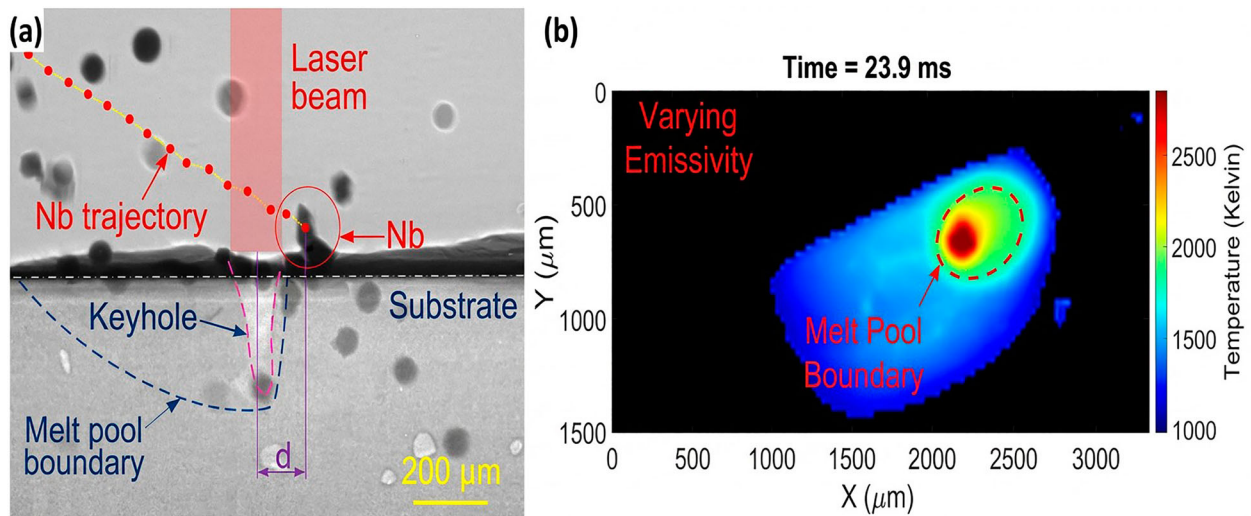 (a)
Laser
beam
Nb trajectory
Nb
Substrate
Keyhole
Melt pool
boundary
d
200 μm
(b)
Time = 23.9 ms
Varying
Emissivity
Melt Pool
Boundary
0
500
1000
1500
Y (μm)
0
500
1000
1500
2000
2500
3000
X (μm)
2500
2000
1500
1000
Temperature (Kelvin)